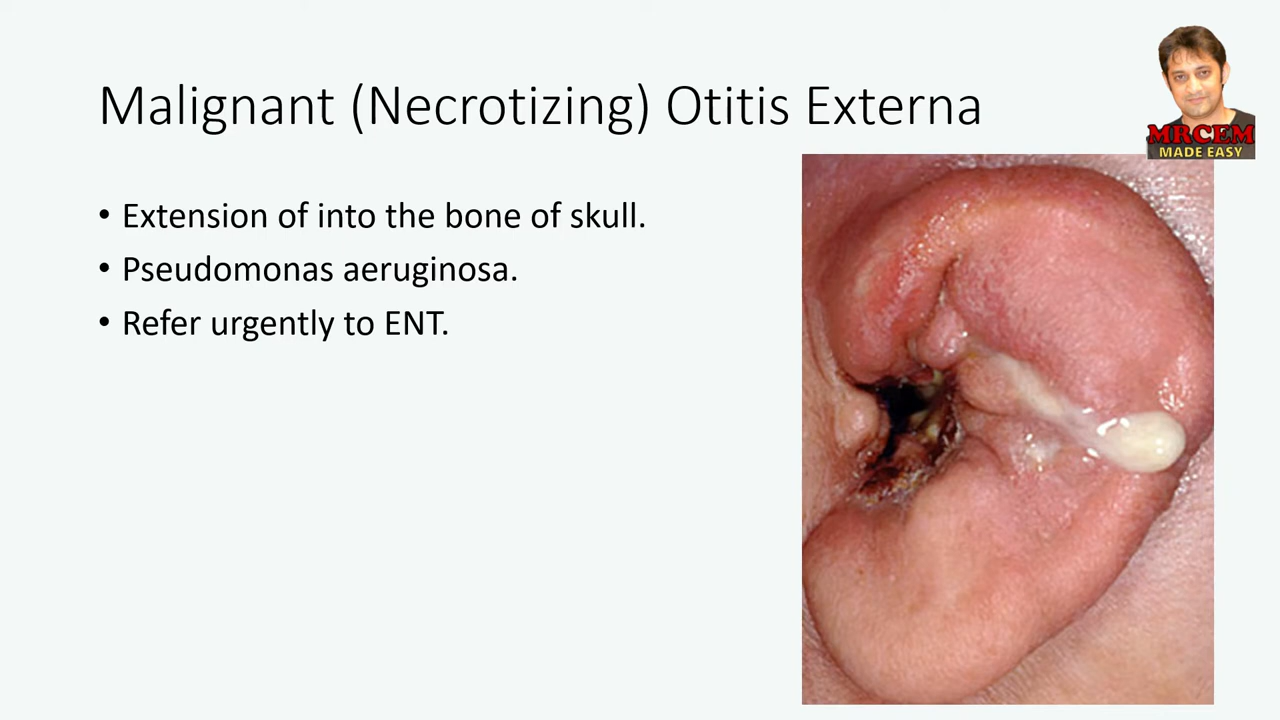 Malignant (Necrotizing) Otitis Externa
MRCEM
MADE EASY
• Extension of into the bone of skull.
• Pseudomonas aeruginosa.
• Refer urgently to ENT.